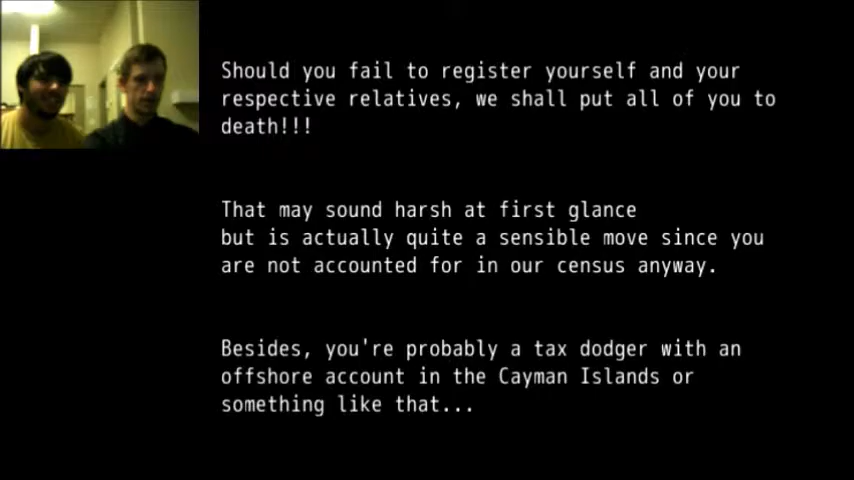 Should you fail to register yourself and your
respective relatives, we shall put all of you to
death!!!
That may sound harsh at first glance
but is actually quite a sensible move since you
are not accounted for in our census anyway.
Besides, you're probably a tax dodger with an
offshore account in the Cayman Islands or
something like that...